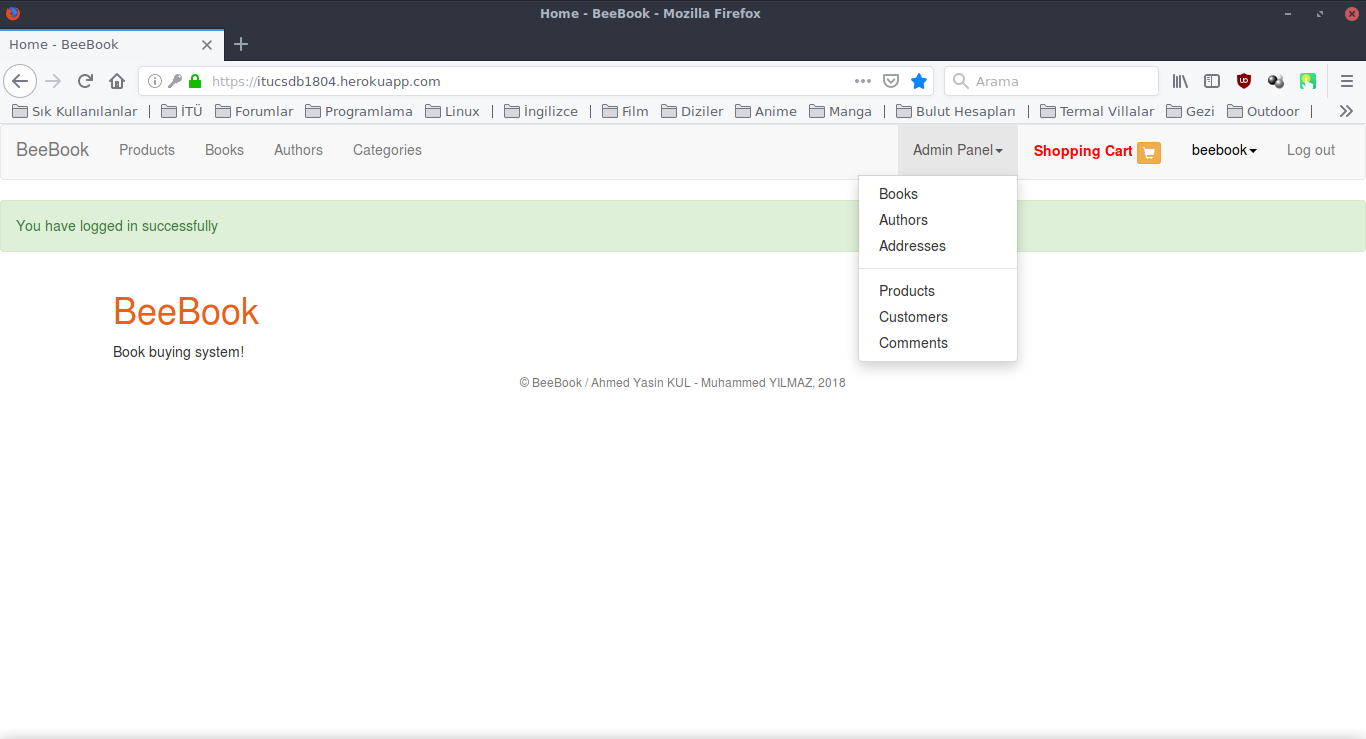 Home - BeeBook - Mozilla Firefox
Home - BeeBook
https://itucsdb1804.herokuapp.com
Arama
Sık Kullanılanlar | İTÜ Forumlar Programlama Linux | İngilizce | Film Diziler Anime Manga | Bulut Hesapları | Termal Villalar Gezi Outdoor |
BeeBook Products Books Authors Categories Admin Panel Shopping Cart beebook Log out
Books
Authors
Addresses
Products
Customers
Comments
You have logged in successfully
BeeBook
Book buying system!
© BeeBook / Ahmed Yasin KUL - Muhammed YILMAZ, 2018